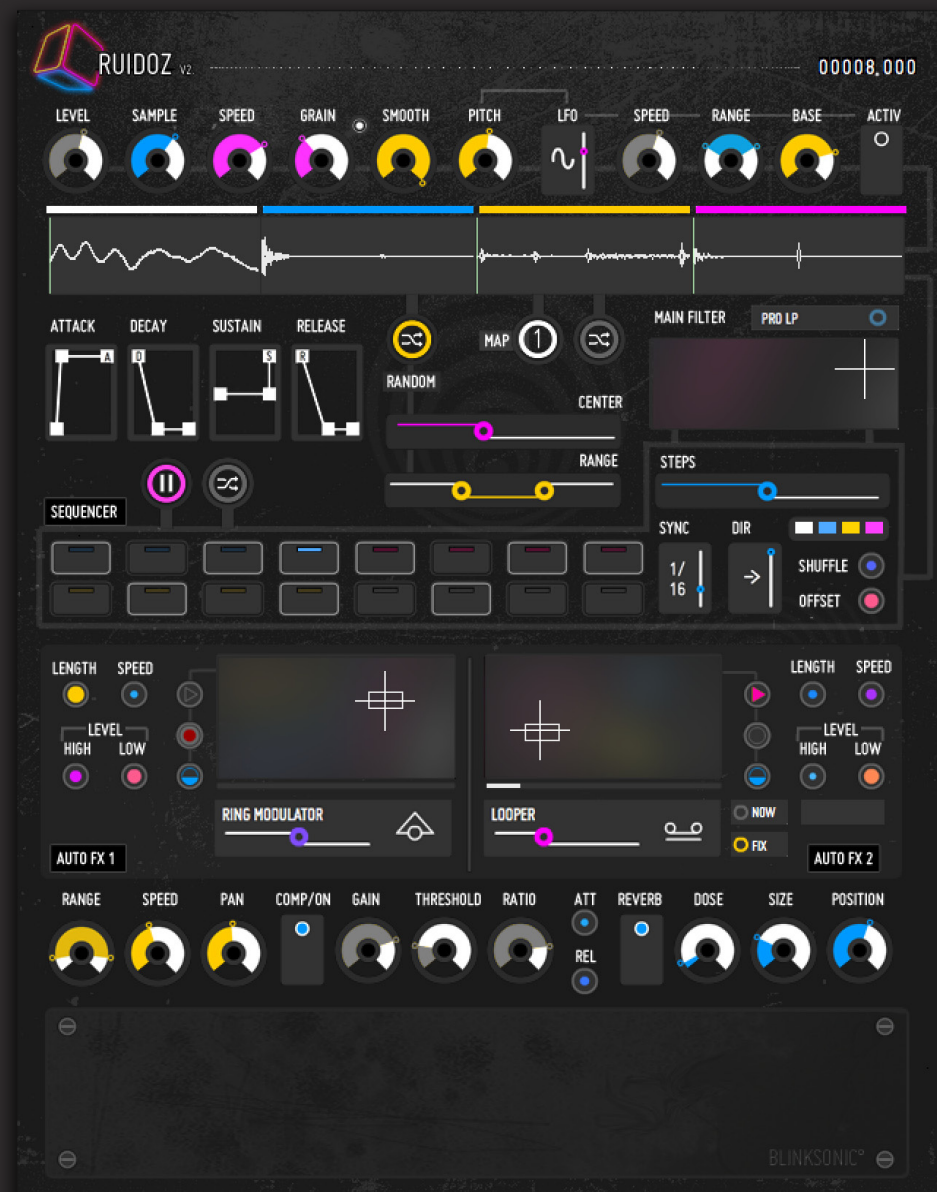 RUIDOZ V2
00008,000
LEVEL SAMPLE SPEED GRAIN SMOOTH PITCH LFO SPEED RANGE BASE ACTIV
ATTACK DECAY SUSTAIN RELEASE
A D S R
RANDOM
MAP 1
MAIN FILTER PRO LP
CENTER
RANGE
STEPS
SEQUENCER
SYNC DIR
1/
16
SHUFFLE
OFFSET
LENGTH SPEED
LEVEL
HIGH LOW
RING MODULATOR
AUTO FX 1
LOOPER
LENGTH SPEED
LEVEL
HIGH LOW
NOW
FIX
AUTO FX 2
RANGE SPEED PAN COMP/ON GAIN THRESHOLD RATIO ATT REVERB DOSE SIZE POSITION
REL
BLINKSONIC°